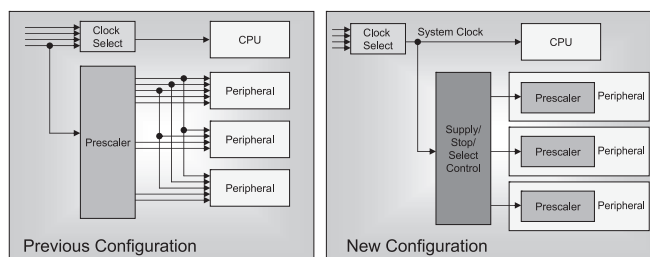 Clock
Select
CPU
Prescaler
Peripheral
Peripheral
Peripheral
Previous Configuration
Clock
Select
System Clock
CPU
Supply/
Stop/
Select
Control
Prescaler
Peripheral
Prescaler
Peripheral
Prescaler
Peripheral
New Configuration